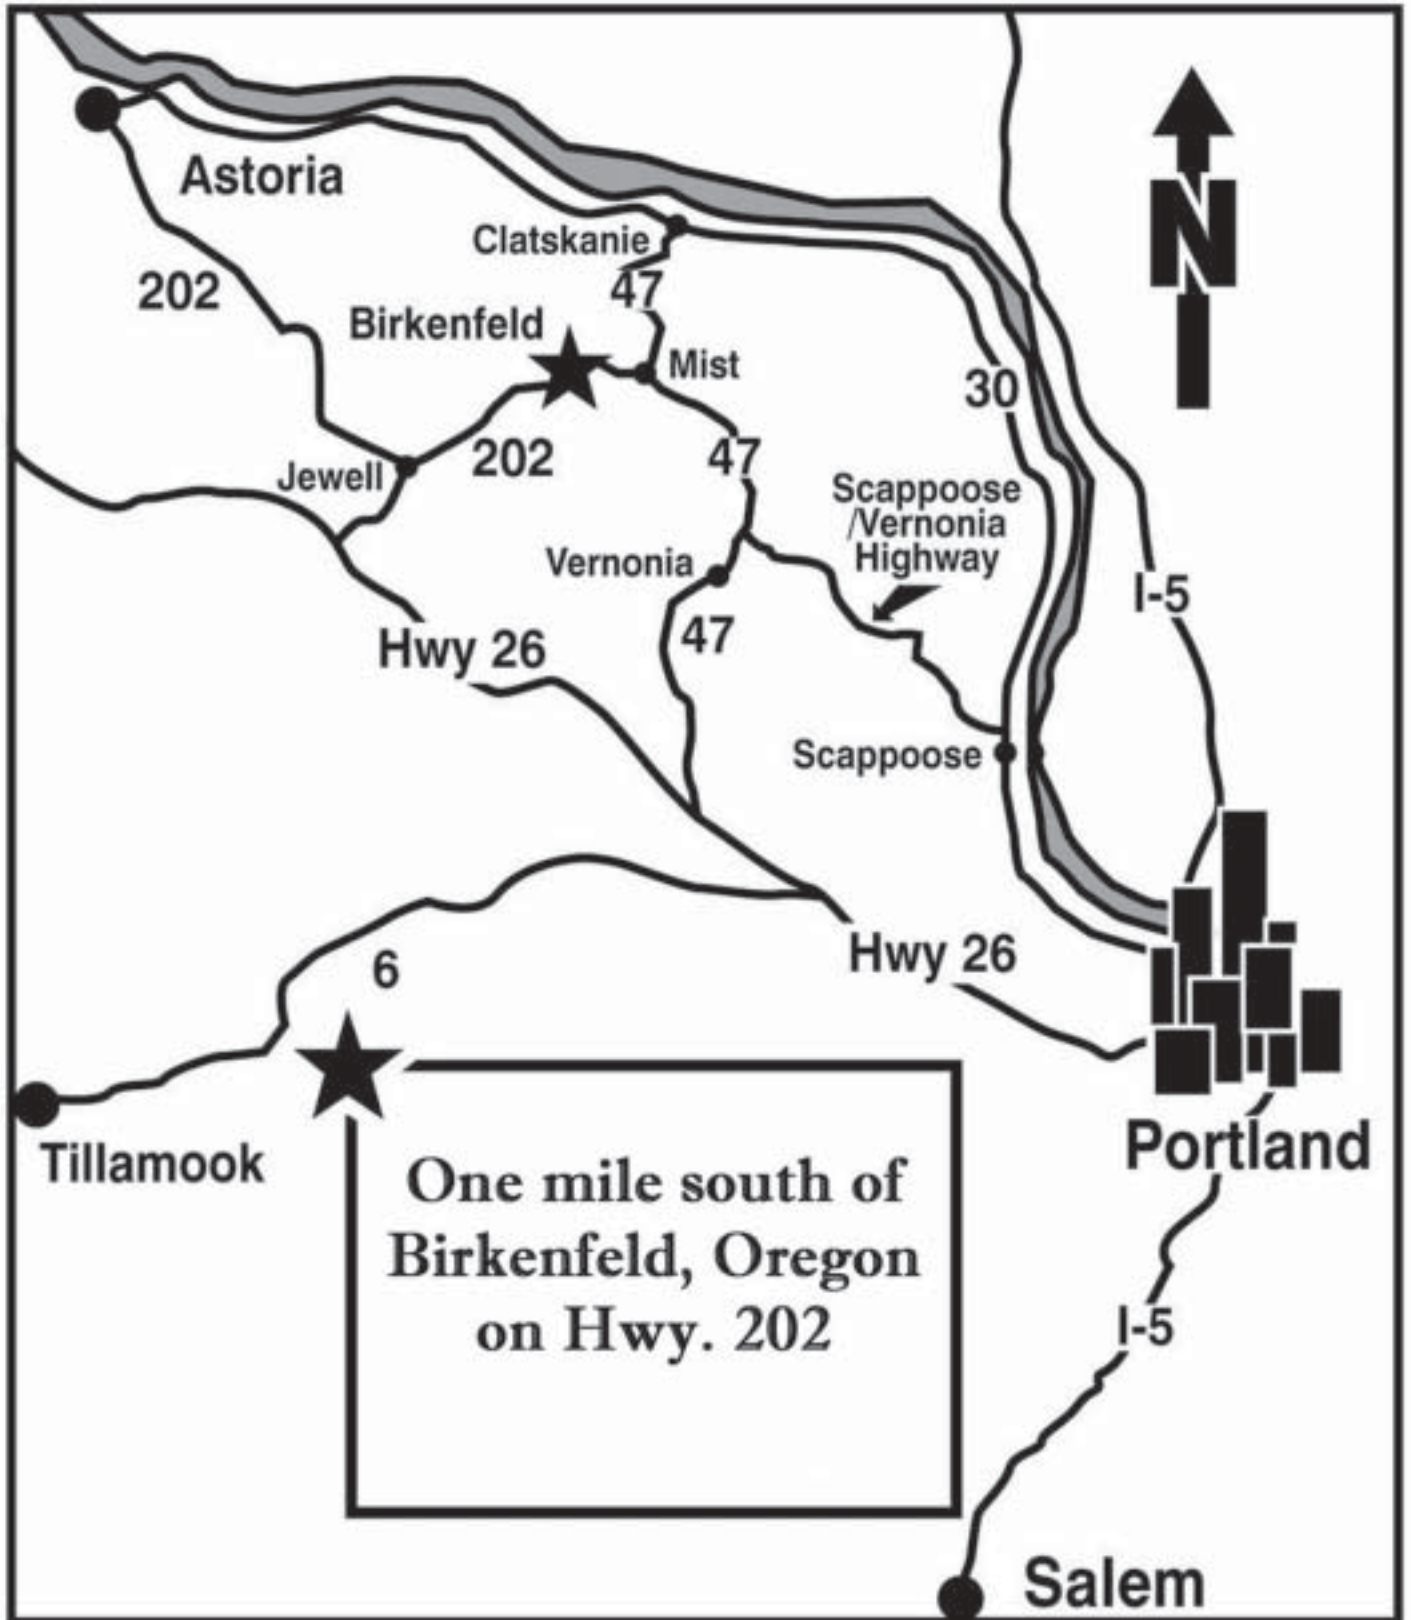 N
Astoria
Clatskanie
202
47
Birkenfeld
Mist
30
202
47
Jewell
Scappoose
/Vernonia
Highway
Vernonia
I-5
47
Hwy 26
Scappoose
Hwy 26
6
Portland
Tillamook
One mile south of
Birkenfeld, Oregon
on Hwy. 202
I-5
Salem